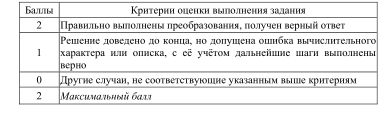 Баллы Критерии оценки выполнения задания
2 Правильно выполнены преобразования, получен верный ответ
1 Решение доведено до конца, но допущена ошибка вычислительного
характера или описка, с её учётом дальнейшие шаги выполнены
верно
0 Другие случаи, не соответствующие указанным выше критериям
2 Максимальный балл